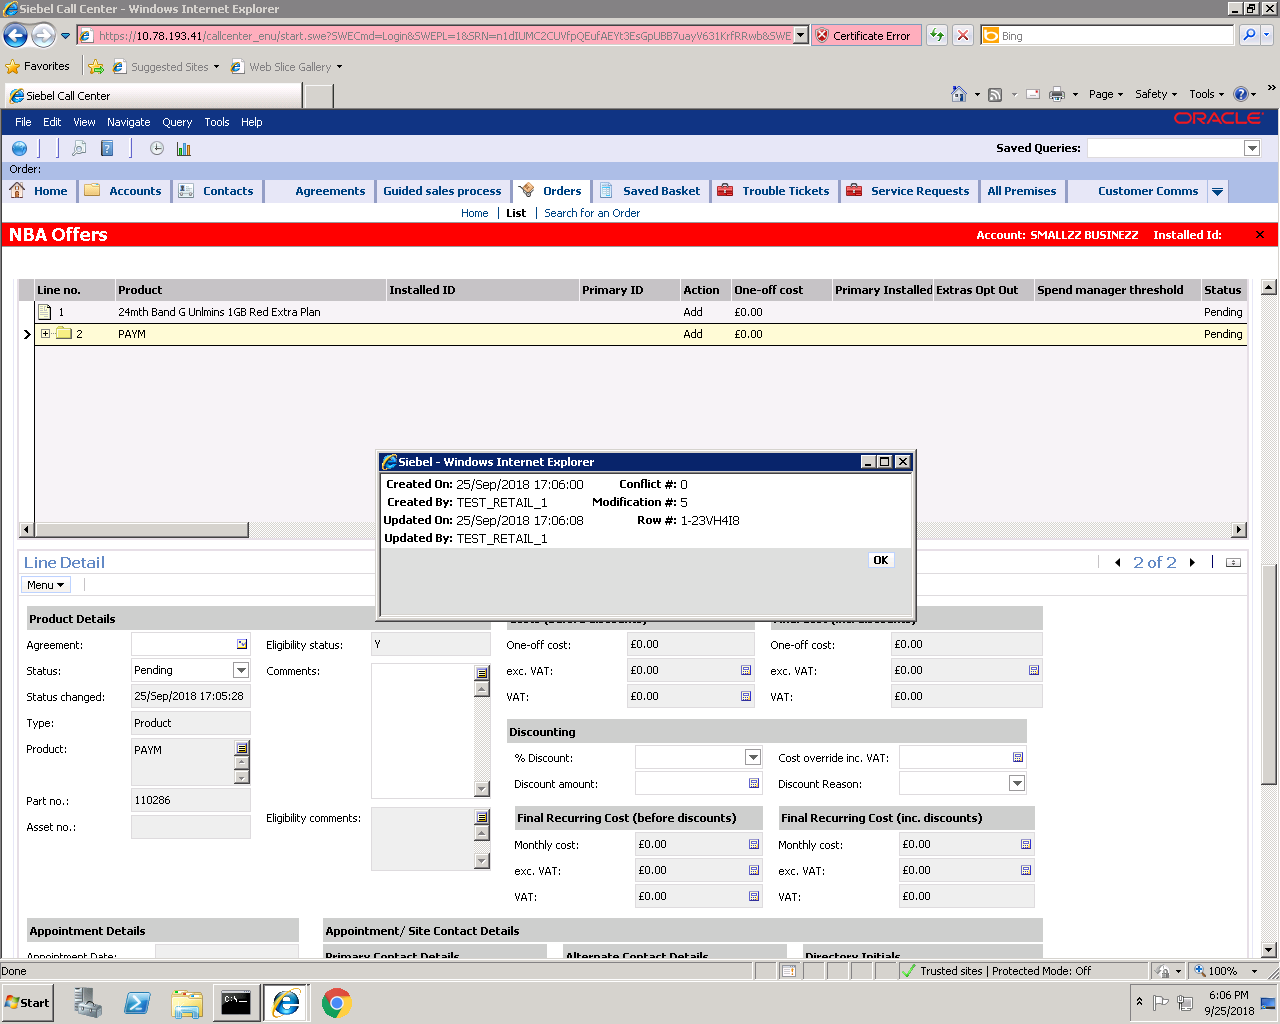 Siebel Call Center - Windows Internet Explorer
https://10.78.193.41/callcenter_enu/start.swe?SWECmd=Login&SWEPL=1&SRN=n1dIUMC2CUVfpQEufAEYt3EsGpUBB7uayV631KrfRRwb&SWE
Certificate Error
Bing
Favorites
Suggested Sites
Web Slice Gallery
Siebel Call Center
Page
Safety
Tools
File Edit View Navigate Query Tools Help
ORACLE
Saved Queries:
Order:
Home Accounts Contacts Agreements Guided sales process Orders Saved Basket Trouble Tickets Service Requests All Premises Customer Comms
Home | List | Search for an Order
NBA Offers
Account: SMALLZZ BUSINEZZ Installed Id:
Line no. Product Installed ID Primary ID Action One-off cost Primary Installed Extras Opt Out Spend manager threshold Status
1 24mth Band G Unlmins 1GB Red Extra Plan Add £0.00 Pending
2 PAYM Add £0.00 Pending
Siebel - Windows Internet Explorer
Created On: 25/Sep/2018 17:06:00 Conflict #: 0
Created By: TEST_RETAIL_1 Modification #: 5
Updated On: 25/Sep/2018 17:06:08 Row #: 1-23VH4I8
Updated By: TEST_RETAIL_1
OK
Line Detail
2 of 2
Menu
Product Details
Agreement:
Status: Pending
Status changed: 25/Sep/2018 17:05:28
Type: Product
Product: PAYM
Part no.: 110286
Asset no.:
Eligibility status: Y
Comments:
Eligibility comments:
One-off cost: £0.00
exc. VAT: £0.00
VAT: £0.00
One-off cost: £0.00
exc. VAT: £0.00
VAT: £0.00
Discounting
% Discount:
Cost override inc. VAT:
Discount amount:
Discount Reason:
Final Recurring Cost (before discounts)
Monthly cost: £0.00
exc. VAT: £0.00
VAT: £0.00
Final Recurring Cost (inc. discounts)
Monthly cost: £0.00
exc. VAT: £0.00
VAT: £0.00
Appointment Details
Appointment/ Site Contact Details
Appointment Date:
Primary Contact Details
Alternate Contact Details
Directory Initials
Done
Trusted sites | Protected Mode: Off
100%
Start
6:06 PM
9/25/2018